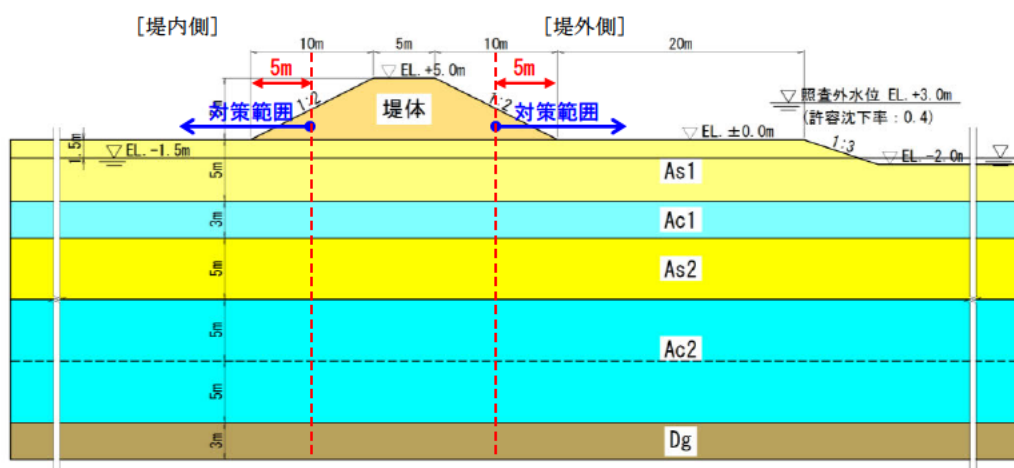 [堤内側]
[堤外側]
10m
5m
10m
20m
5m
5m
EL.+5.0m
1:2
1:2
堤体
対策範囲
対策範囲
照査外水位 EL.+3.0m
(許容沈下率:0.4)
1.5m
EL.-1.5m
EL.±0.0m
1:3
EL.-2.0m
5m
As1
3m
Ac1
5m
As2
5m
Ac2
5m
3m
Dg